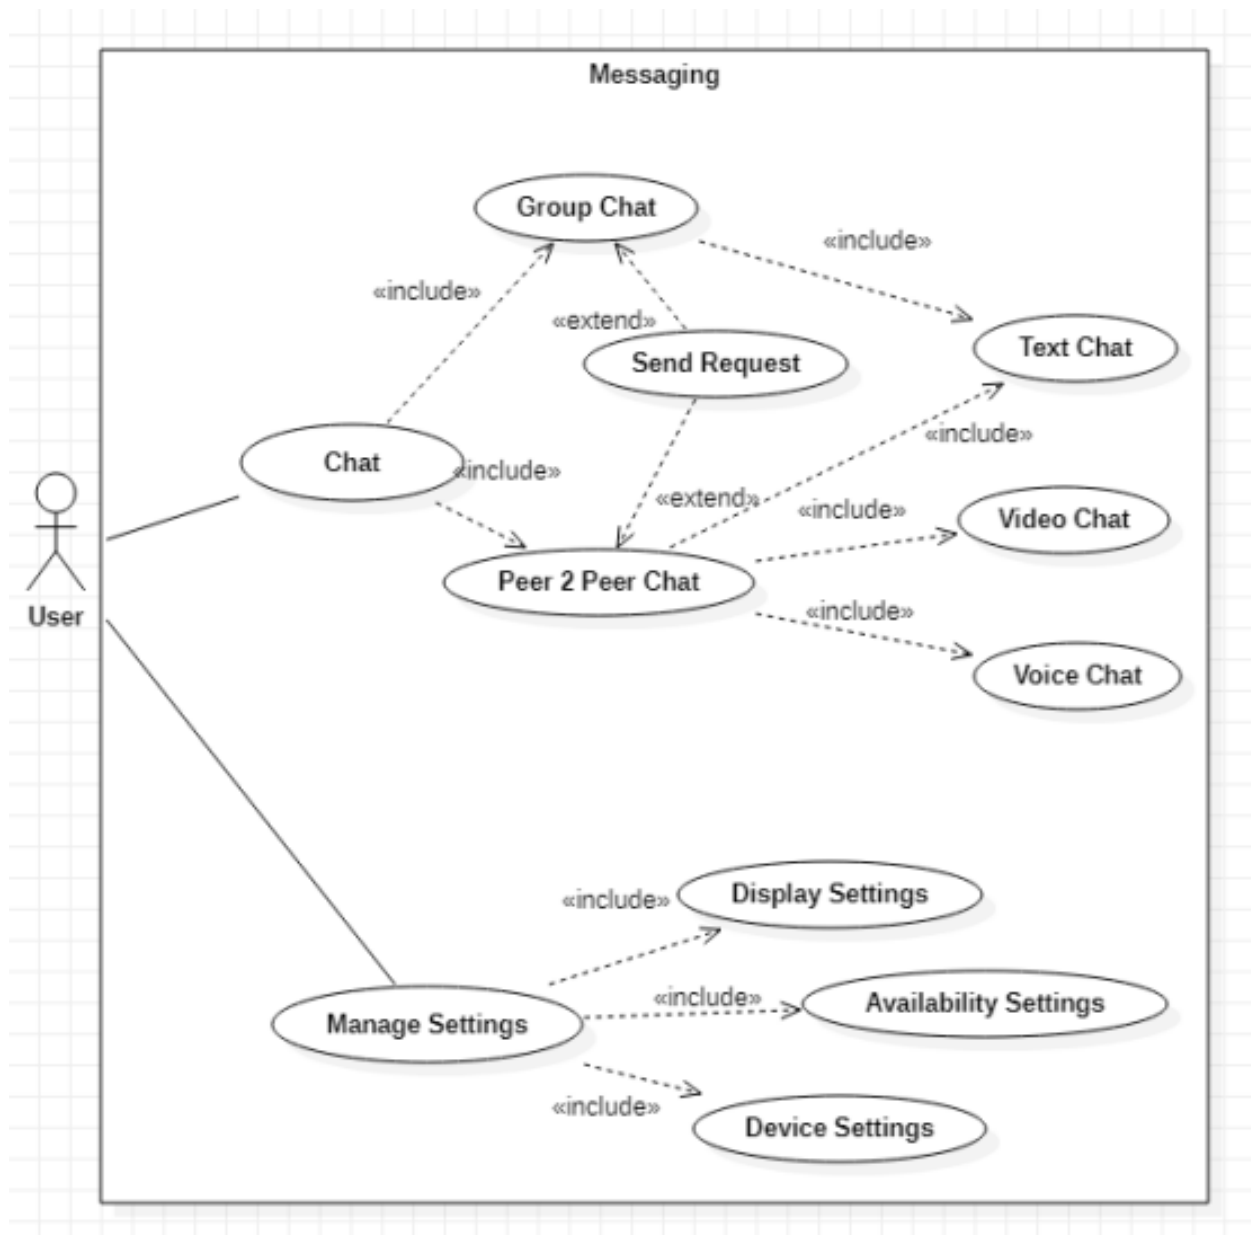 Messaging
Group Chat
«include»
«include»
«extend»
Text Chat
Send Request
«include»
Chat
«include»
«extend»
«include»
Video Chat
Peer 2 Peer Chat
User
«include»
Voice Chat
Display Settings
«include»
«include»
Availability Settings
Manage Settings
«include»
Device Settings